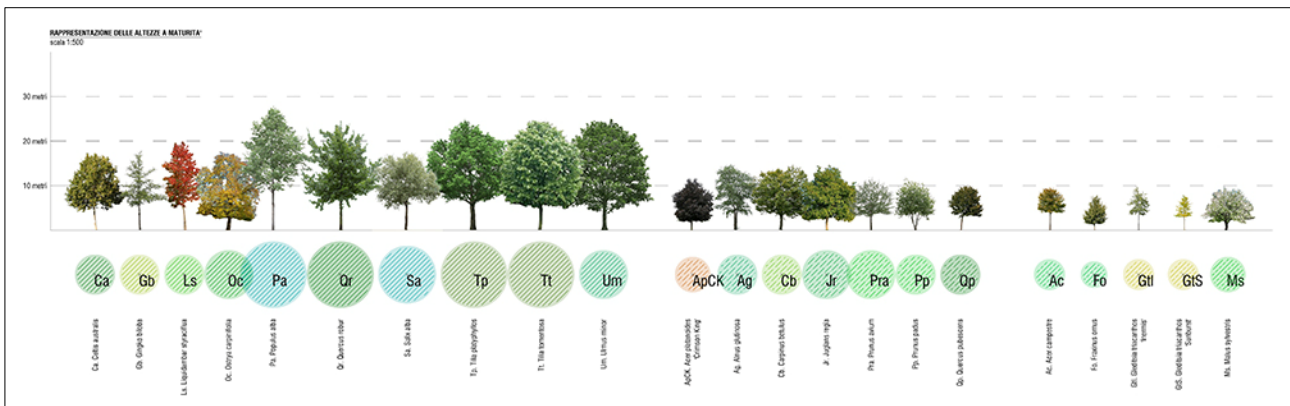 RAPPRESENTAZIONE DELLE ALTEZZE A MATURITA'
scala 1:500
30 metri
20 metri
10 metri
Ca Gb Ls Oc Pa Qr Sa Tp Tt Um ApCK Ag Cb Jr Pra Pp Qp Ac Fo GtI GtS Ms
Ca. Celtis australis
Gb. Gingko biloba
Ls. Liquidambar styraciflua
Oc. Ostrya carpinifolia
Pa. Populus alba
Qr. Quercus robur
Sa. Salix alba
Tp. Tilia platyphyllos
Tt. Tilia tomentosa
Um. Ulmus minor
ApCK. Acer platanoides
'Crimson King'
Ag. Alnus glutinosa
Cb. Carpinus betulus
Jr. Juglans regia
Pra. Prunus avium
Pp. Prunus padus
Qp. Quercus pubescens
Ac. Acer campestre
Fo. Fraxinus ornus
GtI. Gleditsia triacanthos
'Inermis'
GtS. Gleditsia triacanthos
'Sunburst'
Ms. Malus sylvestris